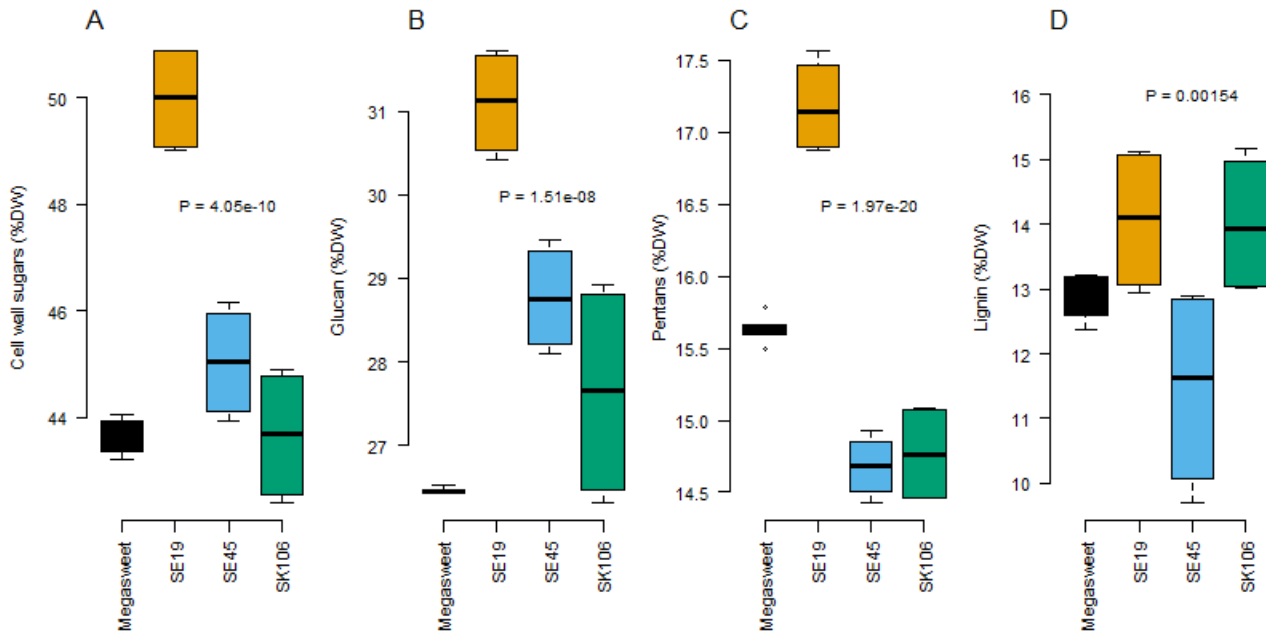 A
Cell wall sugars (%DW)
50
48
46
44
P = 4.05e-10
Megasweet
SE19
SE45
SK106
B
Glucan (%DW)
31
30
29
28
27
P = 1.51e-08
Megasweet
SE19
SE45
SK106
C
Pentans (%DW)
17.5
17.0
16.5
16.0
15.5
15.0
14.5
P = 1.97e-20
Megasweet
SE19
SE45
SK106
D
Lignin (%DW)
16
15
14
13
12
11
10
P = 0.00154
Megasweet
SE19
SE45
SK106